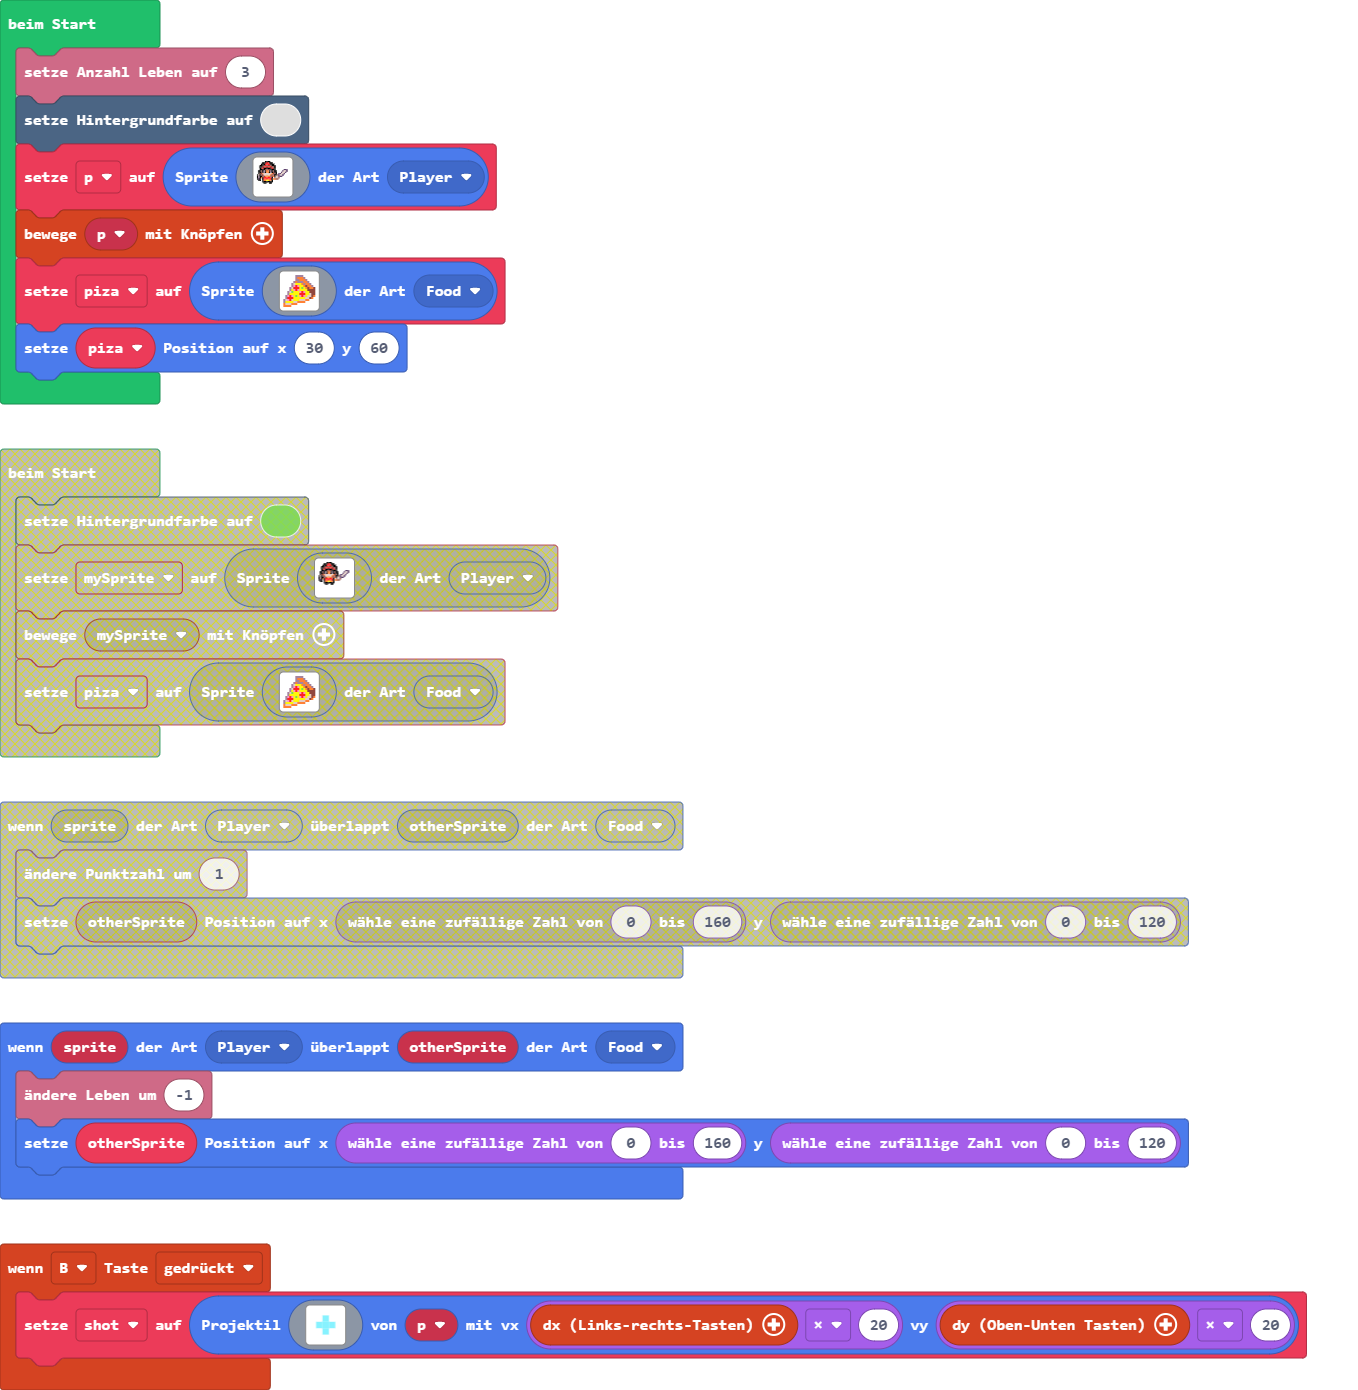 beim Start
setze Anzahl Leben auf 3
setze Hintergrundfarbe auf
setze p auf Sprite der Art Player
bewege p mit Knöpfen
setze piza auf Sprite der Art Food
setze piza Position auf x 30 y 60
beim Start
setze Hintergrundfarbe auf
setze mySprite auf Sprite der Art Player
bewege mySprite mit Knöpfen
setze piza auf Sprite der Art Food
wenn sprite der Art Player überlappt otherSprite der Art Food
ändere Punktzahl um 1
setze otherSprite Position auf x wähle eine zufällige Zahl von 0 bis 160 y wähle eine zufällige Zahl von 0 bis 120
wenn sprite der Art Player überlappt otherSprite der Art Food
ändere Leben um -1
setze otherSprite Position auf x wähle eine zufällige Zahl von 0 bis 160 y wähle eine zufällige Zahl von 0 bis 120
wenn B Taste gedrückt
setze shot auf Projektil von p mit vx dx (Links-rechts-Tasten) × 20 vy dy (Oben-Unten Tasten) × 20